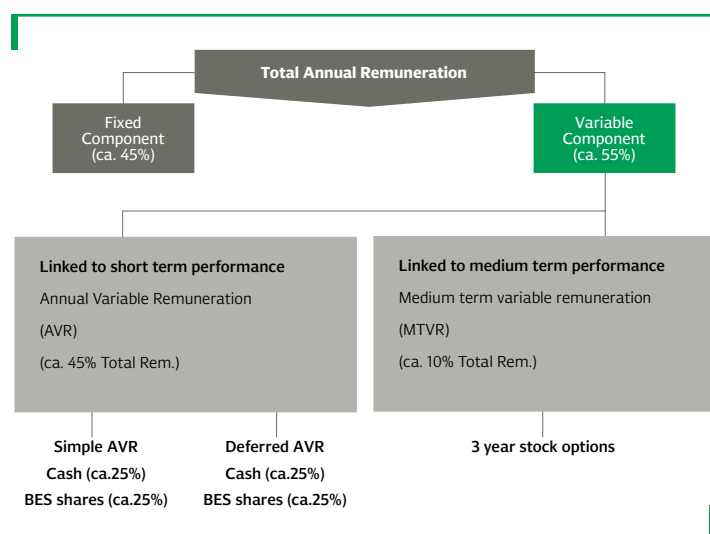 Total Annual Remuneration
Fixed
Component
(ca. 45%)
Variable
Component
(ca. 55%)
Linked to short term performance
Annual Variable Remuneration
(AVR)
(ca. 45% Total Rem.)
Linked to medium term performance
Medium term variable remuneration
(MTVR)
(ca. 10% Total Rem.)
Simple AVR
Cash (ca.25%)
BES shares (ca.25%)
Deferred AVR
Cash (ca.25%)
BES shares (ca.25%)
3 year stock options